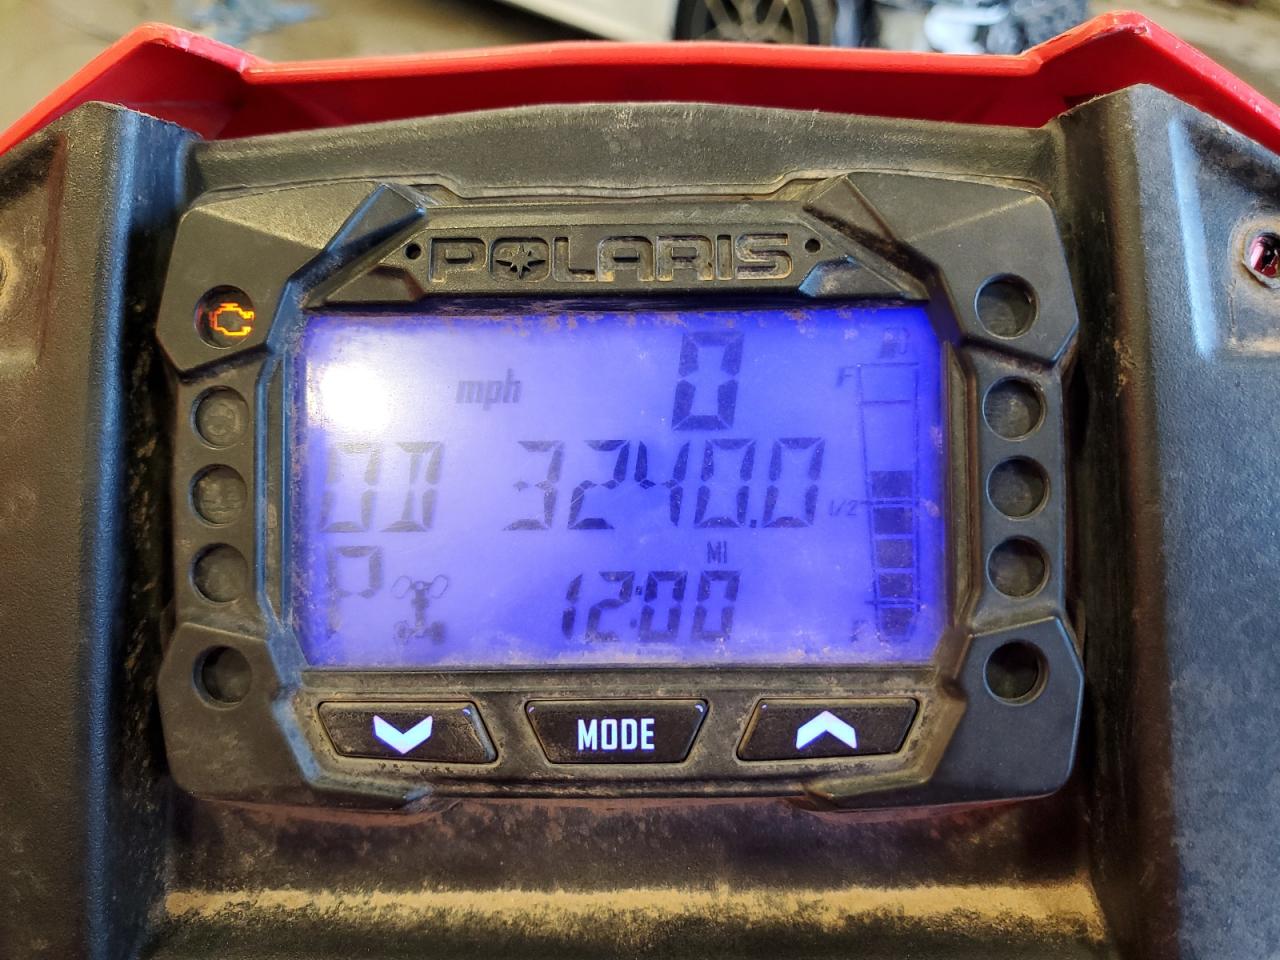 POLARIS
mph 0
F
OD 3240.0
1/2
MI
P 12:00
MODE